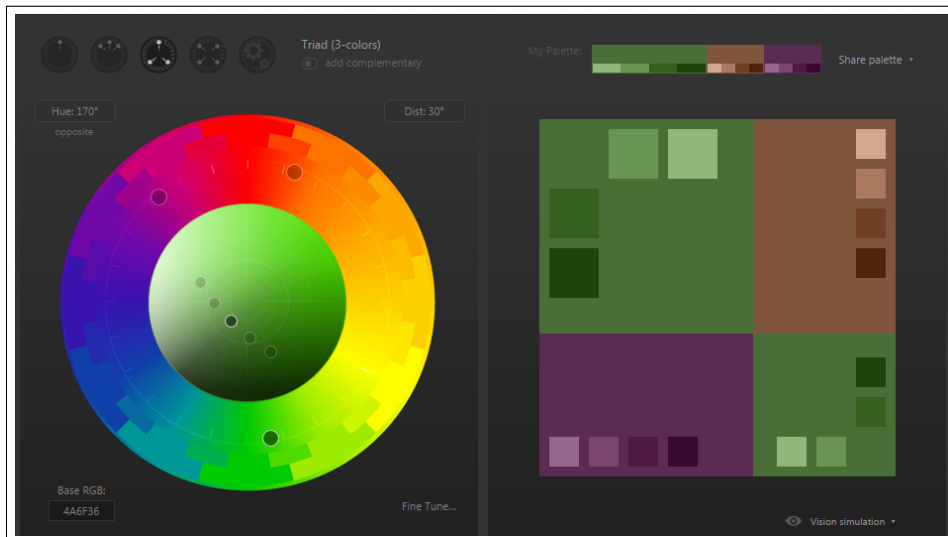 Triad (3-colors)
add complementary
My Palette:
Share palette
Hue: 170°
opposite
Dist: 30°
Base RGB:
4A6F36
Fine Tune...
Vision simulation